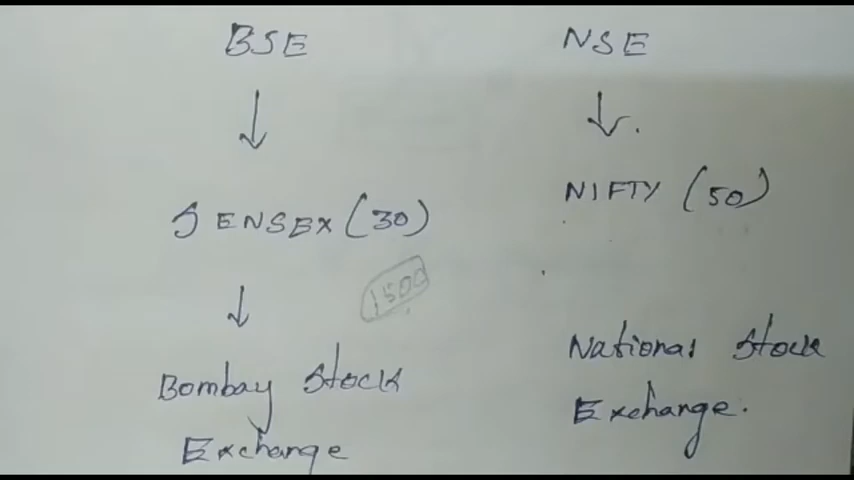 BSE
NSE
SENSEX (30)
NIFTY (50)
1500
Bombay Stock
Exchange
National Stock
Exchange.